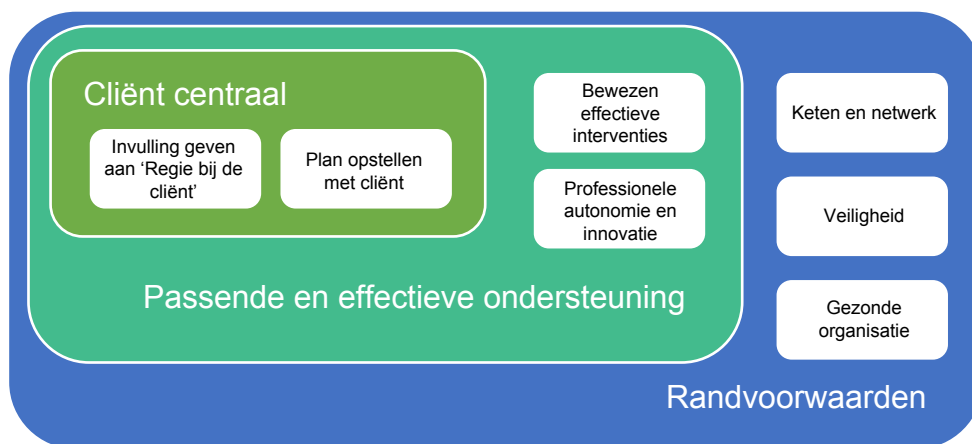 Cliënt centraal
Invulling geven
aan ‘Regie bij de
cliënt’
Plan opstellen
met cliënt
Bewezen
effectieve
interventies
Professionele
autonomie en
innovatie
Passende en effectieve ondersteuning
Keten en netwerk
Veiligheid
Gezonde
organisatie
Randvoorwaarden